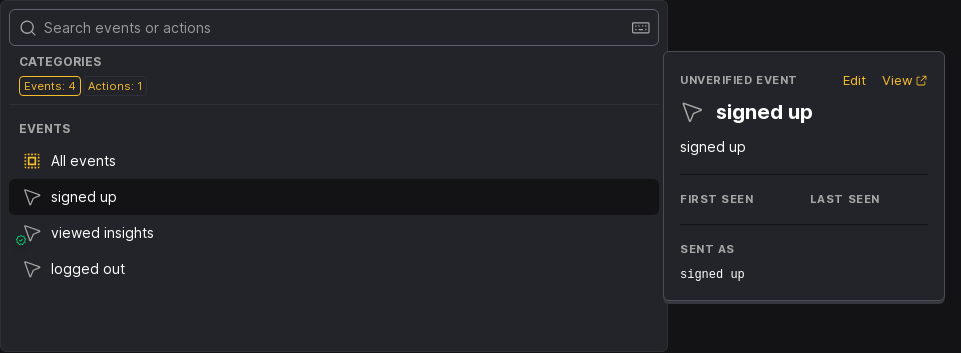 Search events or actions
CATEGORIES
Events: 4 Actions: 1
EVENTS
All events
signed up
viewed insights
logged out
UNVERIFIED EVENT Edit View
signed up
signed up
FIRST SEEN LAST SEEN
SENT AS
signed up